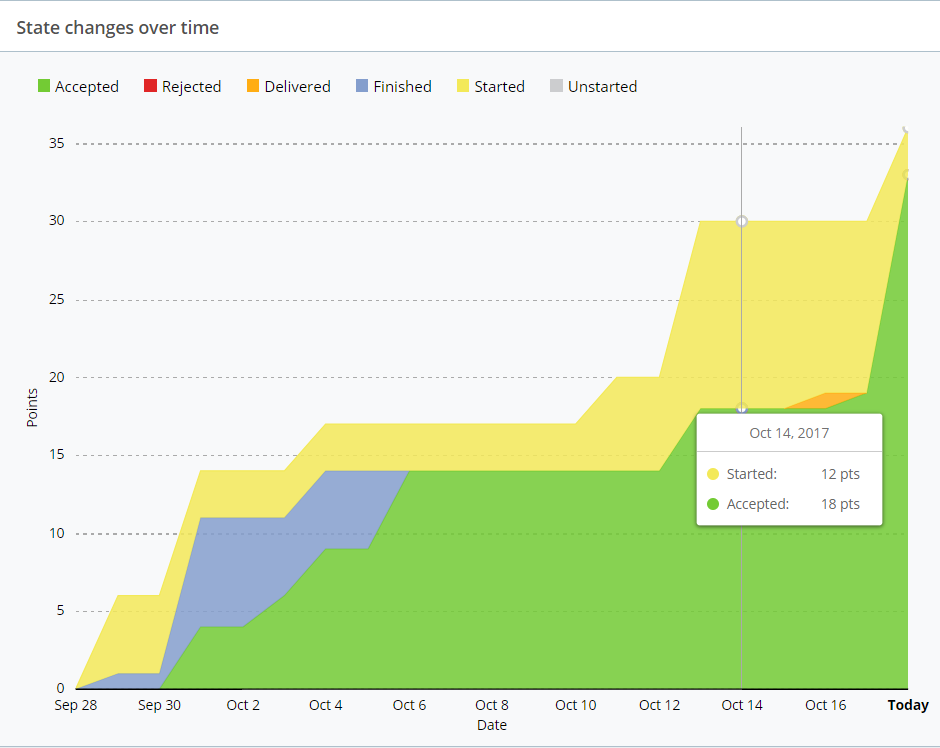 State changes over time
Accepted Rejected Delivered Finished Started Unstarted
35
30
25
20
15
10
5
0
Points
Oct 14, 2017
Started: 12 pts
Accepted: 18 pts
Sep 28 Sep 30 Oct 2 Oct 4 Oct 6 Oct 8 Oct 10 Oct 12 Oct 14 Oct 16 Today
Date